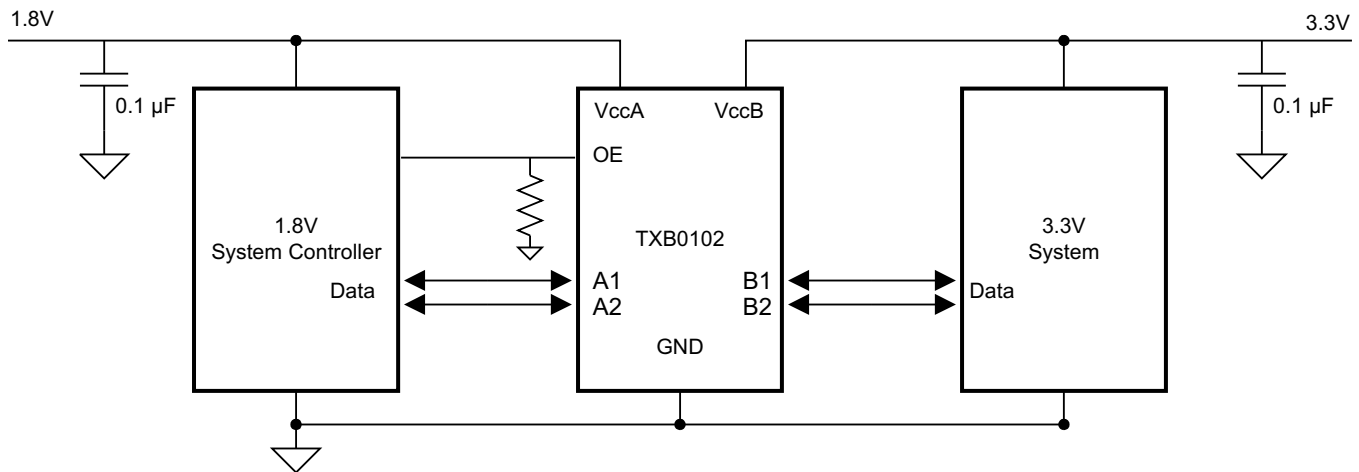 1.8V
3.3V
0.1 µF
0.1 µF
VccA
VccB
OE
1.8V
System Controller
TXB0102
3.3V
System
Data
A1
A2
B1
B2
Data
GND